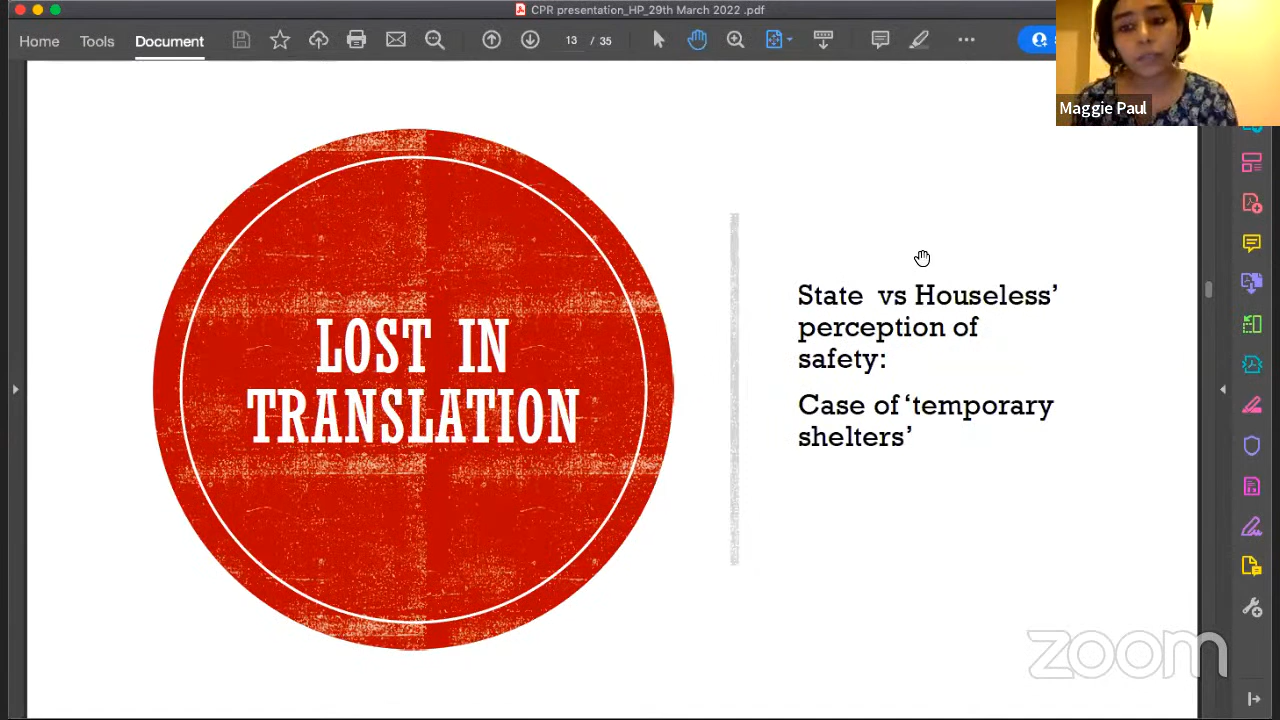 CPR presentation_HP_29th March 2022 .pdf
Home Tools Document 13 / 35
Maggie Paul
LOST IN
TRANSLATION
State vs Houseless’
perception of
safety:
Case of ‘temporary
shelters’
zoom